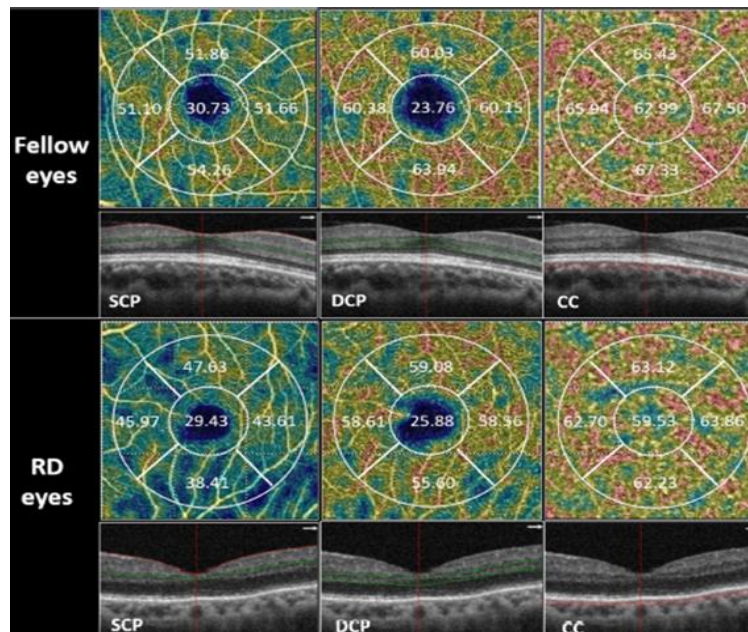 Fellow
eyes
51.86
51.10 30.73 51.66
54.26
60.03
60.38 23.76 60.15
63.94
65.43
65.94 62.99 67.50
67.33
SCP
DCP
CC
RD
eyes
47.63
45.97 29.43 43.61
38.41
59.08
58.61 25.88 58.56
55.60
63.12
62.70 59.53 63.86
62.23
SCP
DCP
CC